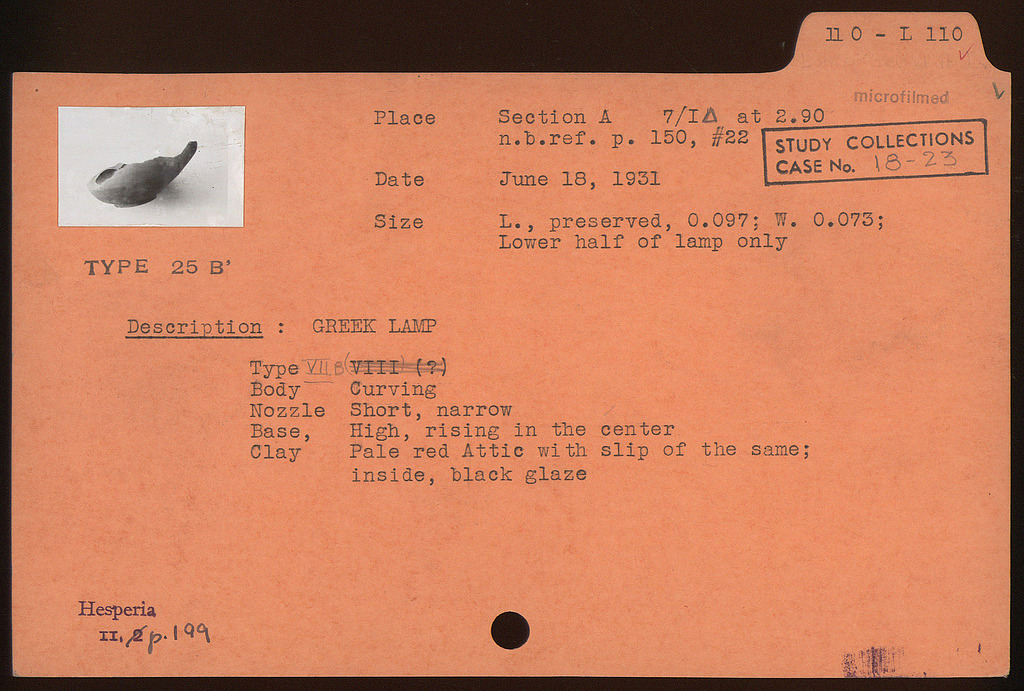 110 - L 110
microfilmed
Place Section A 7/IΔ at 2.90
n.b.ref. p. 150, #22
STUDY COLLECTIONS
CASE No. 18-23
Date June 18, 1931
Size L., preserved, 0.097; W. 0.073;
Lower half of lamp only
TYPE 25 B'
Description : GREEK LAMP
Type VII B (VIII) (?)
Body Curving
Nozzle Short, narrow
Base, High, rising in the center
Clay Pale red Attic with slip of the same;
inside, black glaze
Hesperia
II, 2 p. 199